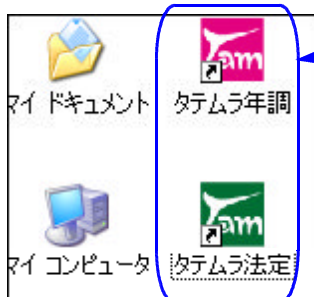 Tam
Tam
マイ ドキュメント
タテムラ年調
マイ コンピュータ
タテムラ法定